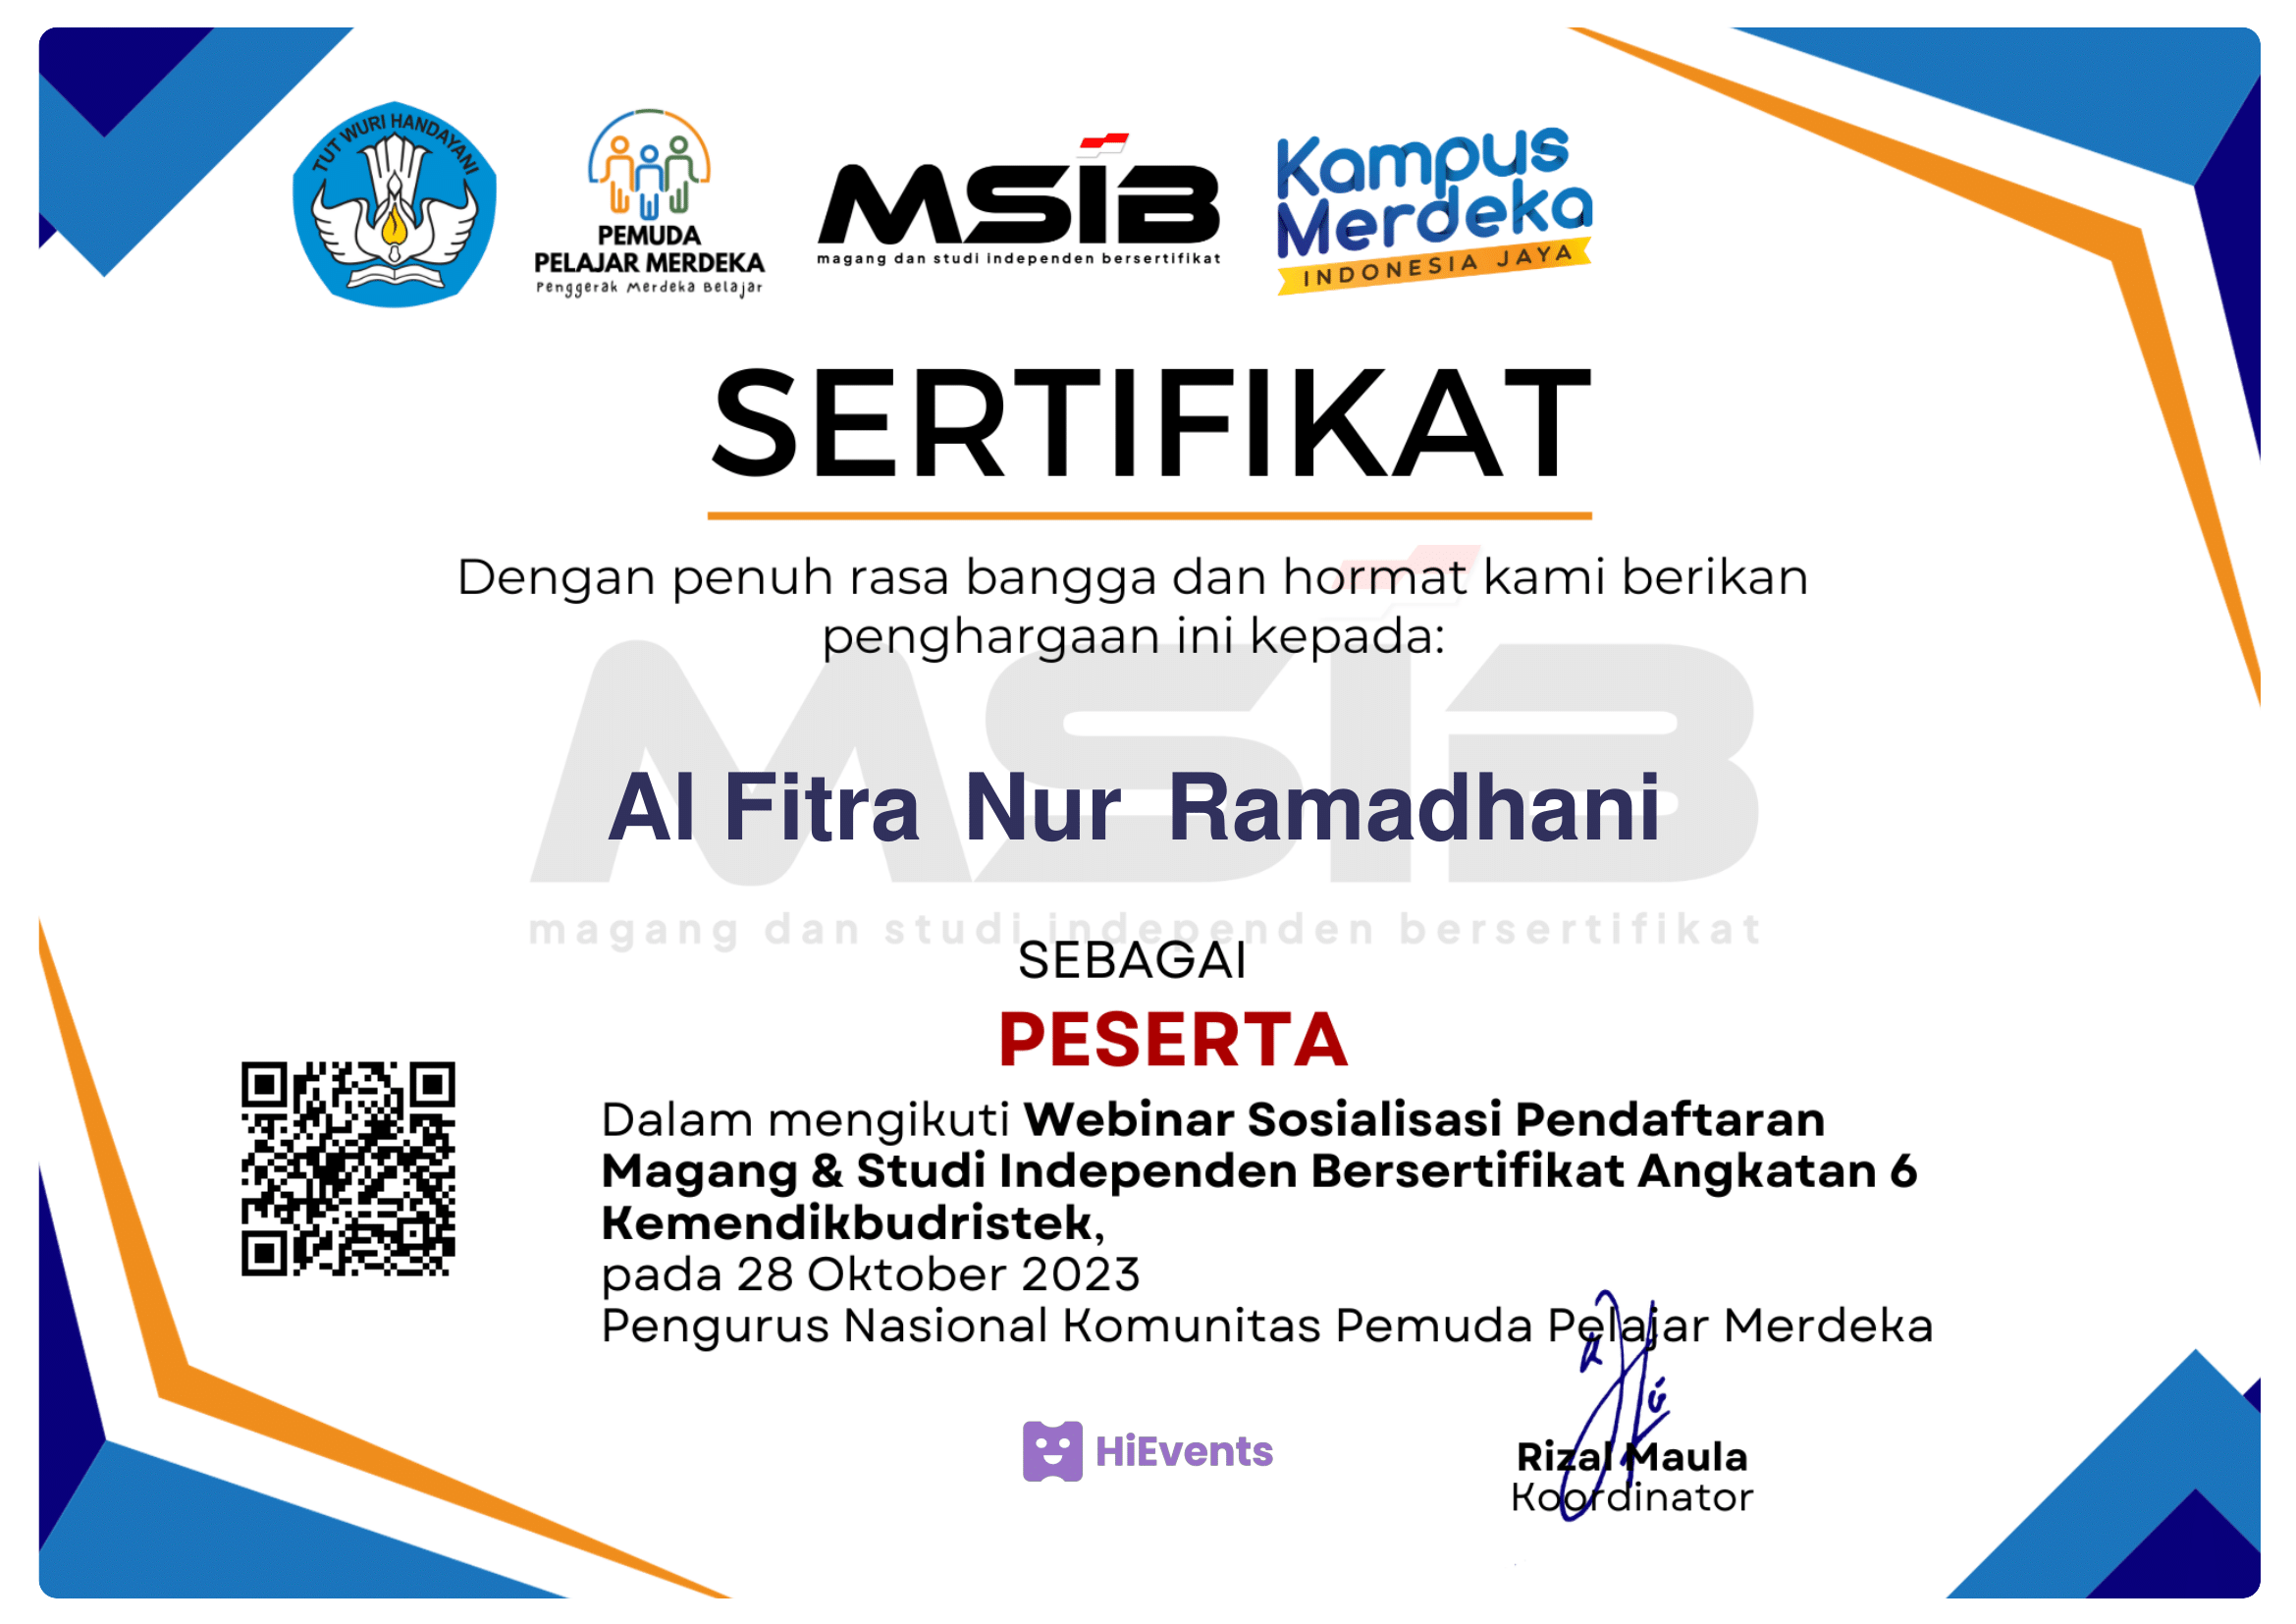 TUT WURI HANDAYANI
PEMUDA
PELAJAR MERDEKA
Penggerak Merdeka Belajar
MSIB
magang dan studi independen bersertifikat
Kampus
Merdeka
INDONESIA JAYA
SERTIFIKAT
Dengan penuh rasa bangga dan hormat kami berikan
penghargaan ini kepada:
MSIB
Al Fitra Nur Ramadhani
magang dan studi independen bersertifikat
SEBAGAI
PESERTA
Dalam mengikuti Webinar Sosialisasi Pendaftaran
Magang & Studi Independen Bersertifikat Angkatan 6
Kemendikbudristek,
pada 28 Oktober 2023
Pengurus Nasional Komunitas Pemuda Pelajar Merdeka
HiEvents
Rizal Maula
Koordinator